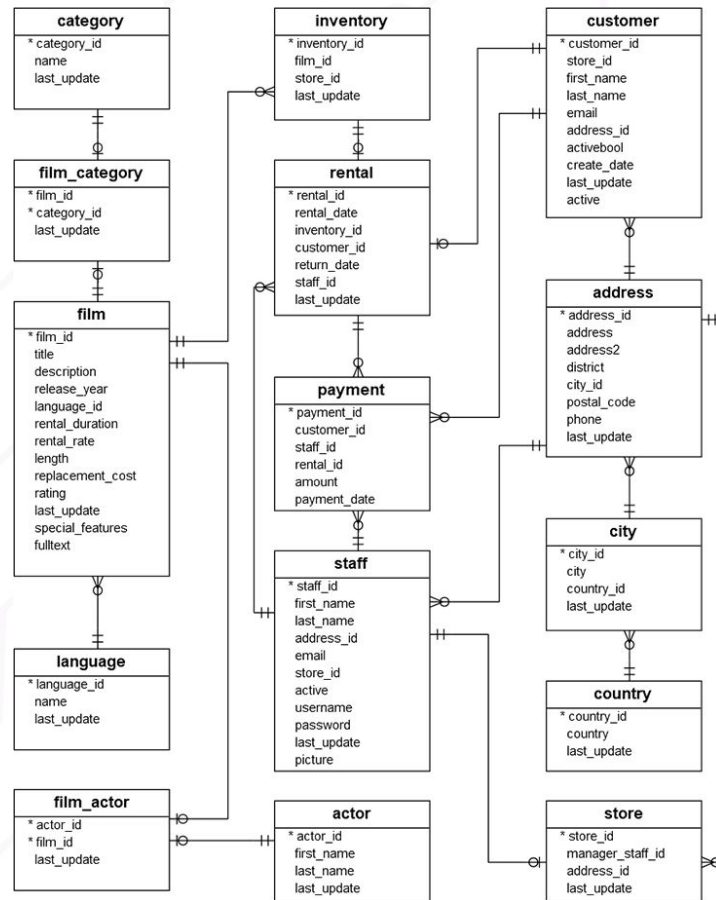 category
* category_id
name
last_update
film_category
* film_id
* category_id
last_update
film
* film_id
title
description
release_year
language_id
rental_duration
rental_rate
length
replacement_cost
rating
last_update
special_features
fulltext
language
* language_id
name
last_update
film_actor
* actor_id
* film_id
last_update
inventory
* inventory_id
film_id
store_id
last_update
rental
* rental_id
rental_date
inventory_id
customer_id
return_date
staff_id
last_update
payment
* payment_id
customer_id
staff_id
rental_id
amount
payment_date
staff
* staff_id
first_name
last_name
address_id
email
store_id
active
username
password
last_update
picture
actor
* actor_id
first_name
last_name
last_update
customer
* customer_id
store_id
first_name
last_name
email
address_id
activebool
create_date
last_update
active
address
* address_id
address
address2
district
city_id
postal_code
phone
last_update
city
* city_id
city
country_id
last_update
country
* country_id
country
last_update
store
* store_id
manager_staff_id
address_id
last_update